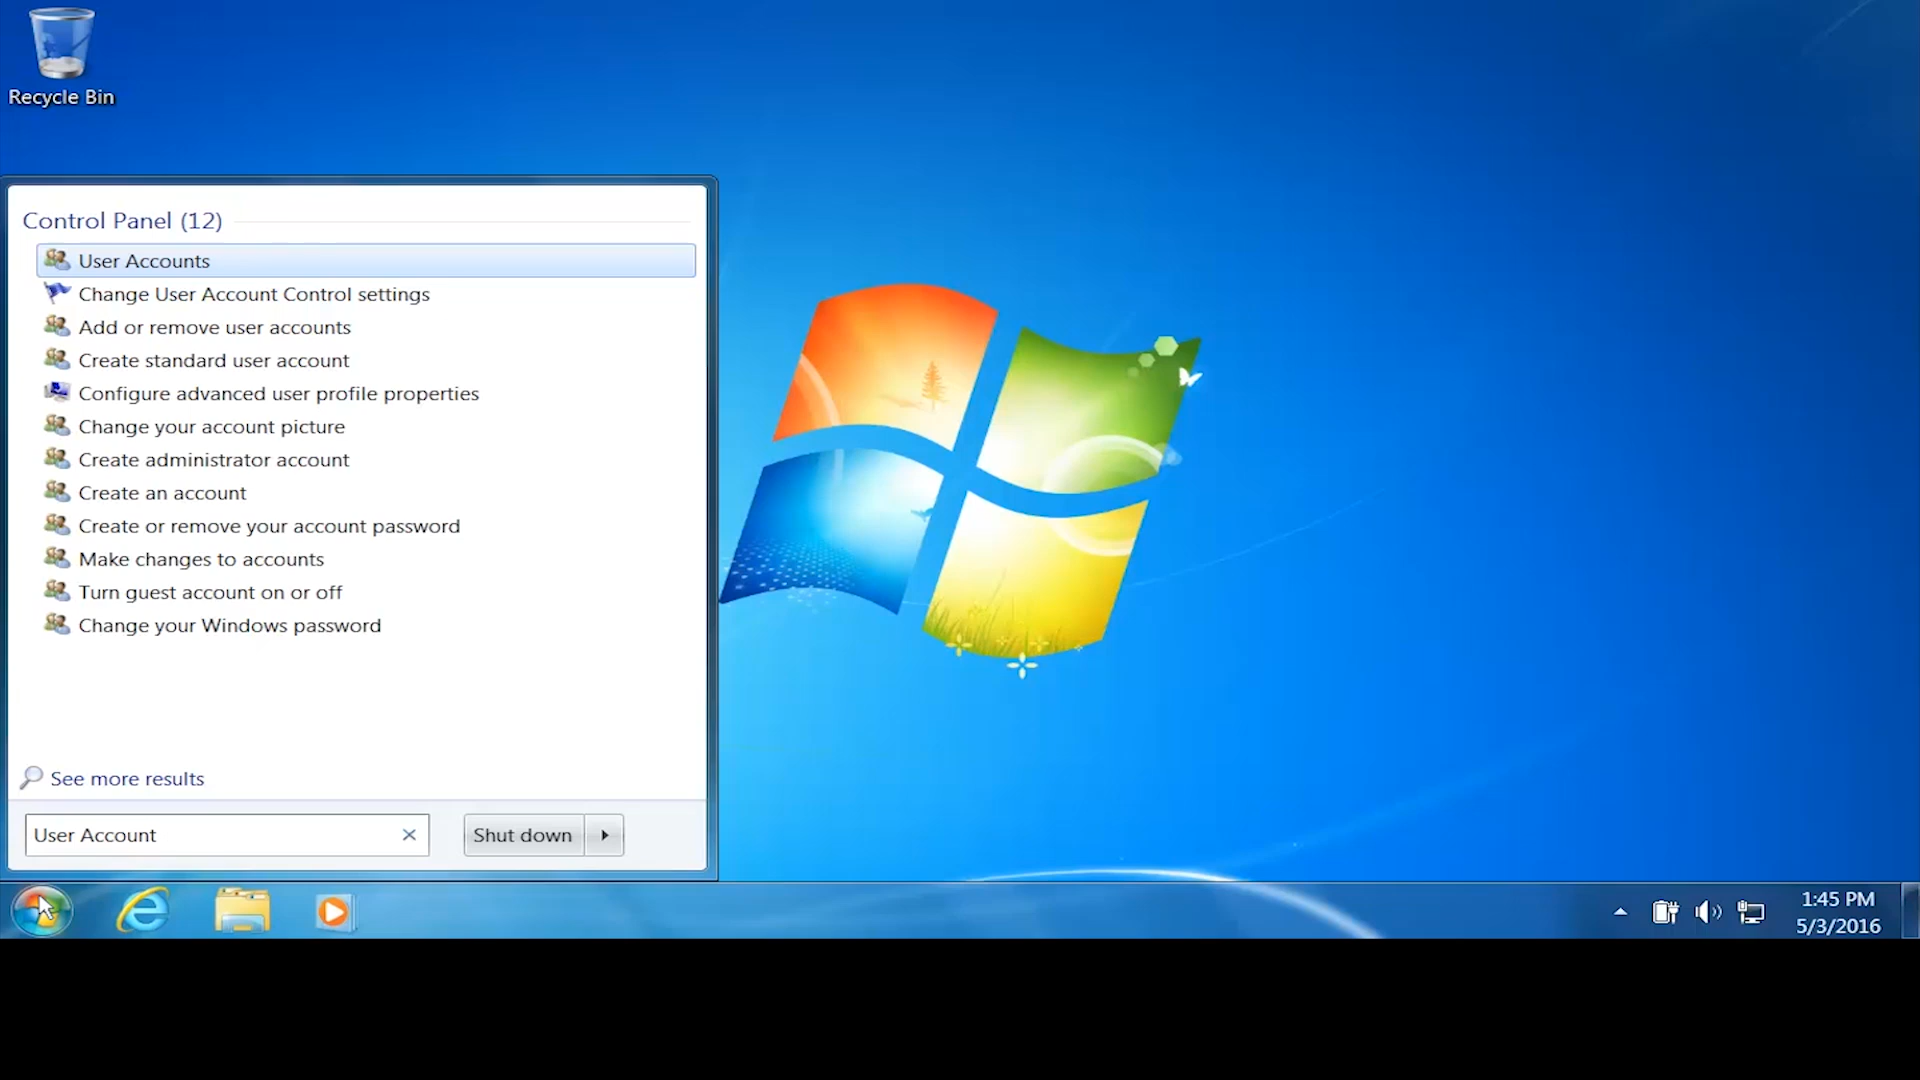 Recycle Bin
Control Panel (12)
User Accounts
Change User Account Control settings
Add or remove user accounts
Create standard user account
Configure advanced user profile properties
Change your account picture
Create administrator account
Create an account
Create or remove your account password
Make changes to accounts
Turn guest account on or off
Change your Windows password
See more results
User Account
Shut down
1:45 PM
5/3/2016